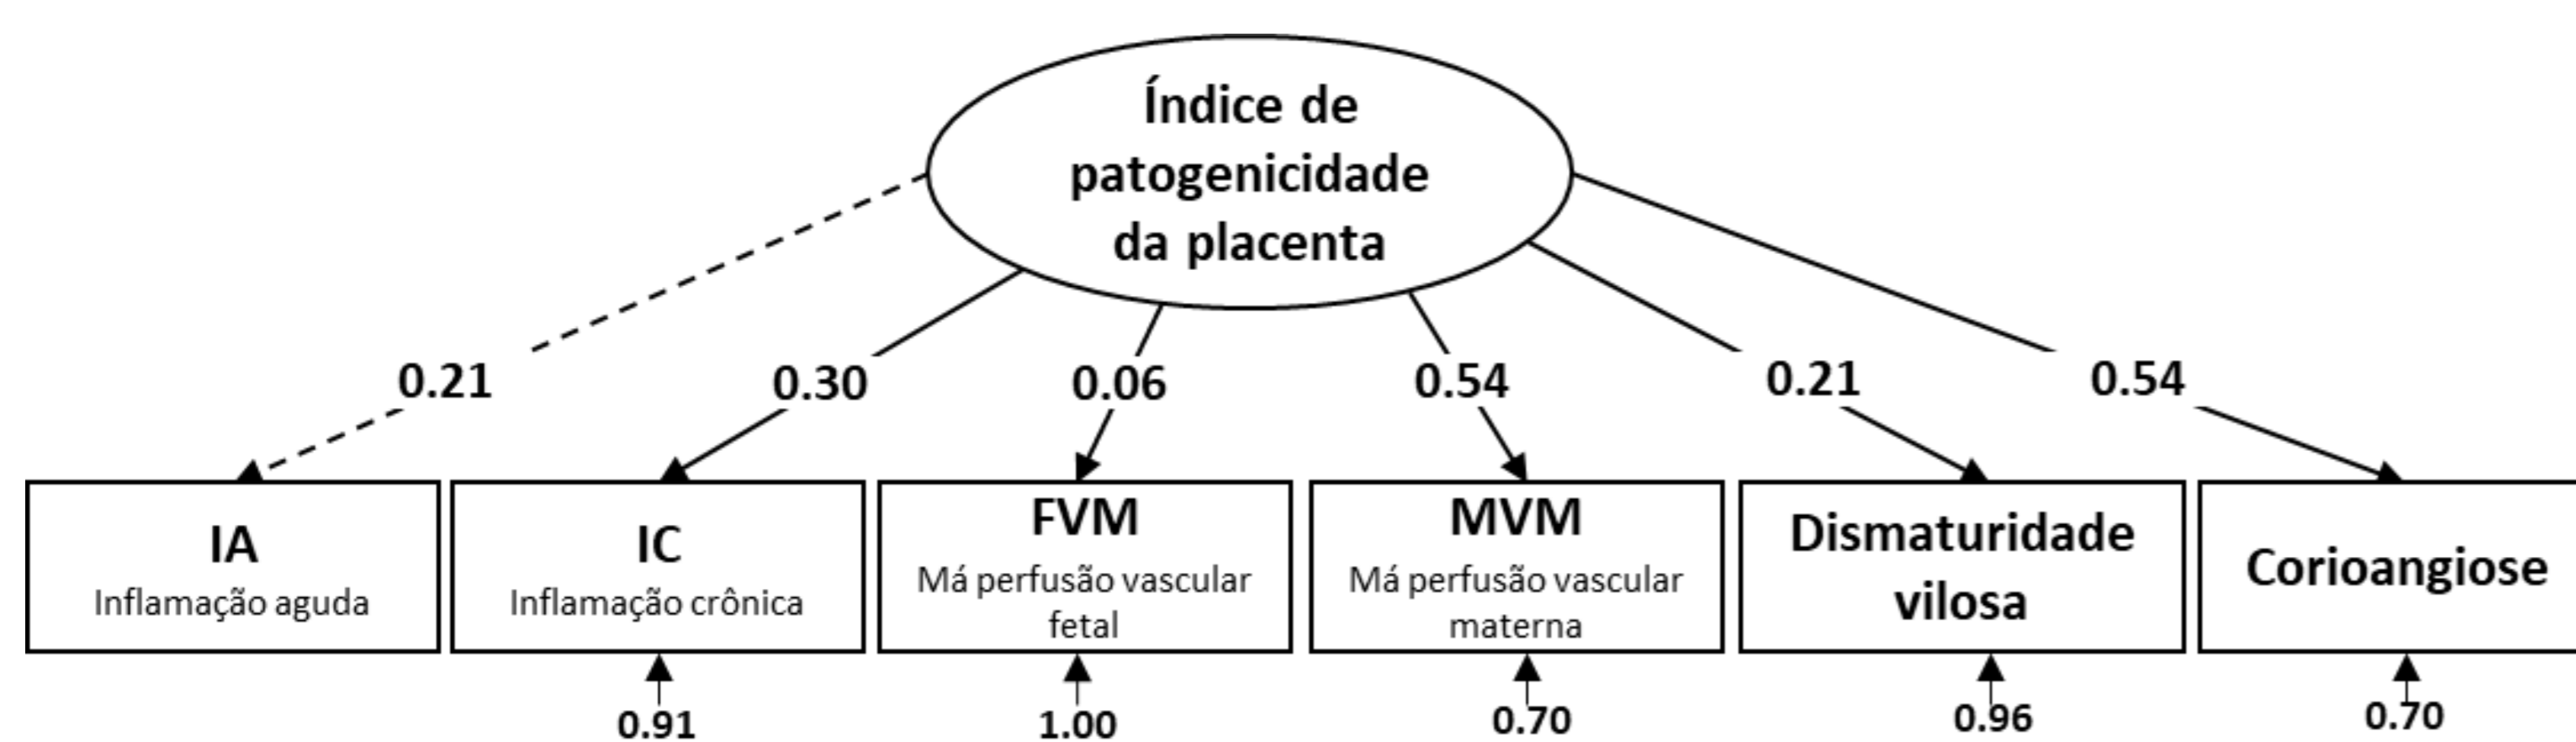 Índice de
patogenicidade
da placenta
0.21
0.30
0.06
0.54
0.21
0.54
IA
Inflamação aguda
IC
Inflamação crônica
FVM
Má perfusão vascular
fetal
MVM
Má perfusão vascular
materna
Dismaturidade
vilosa
Corioangiose
0.91
1.00
0.70
0.96
0.70